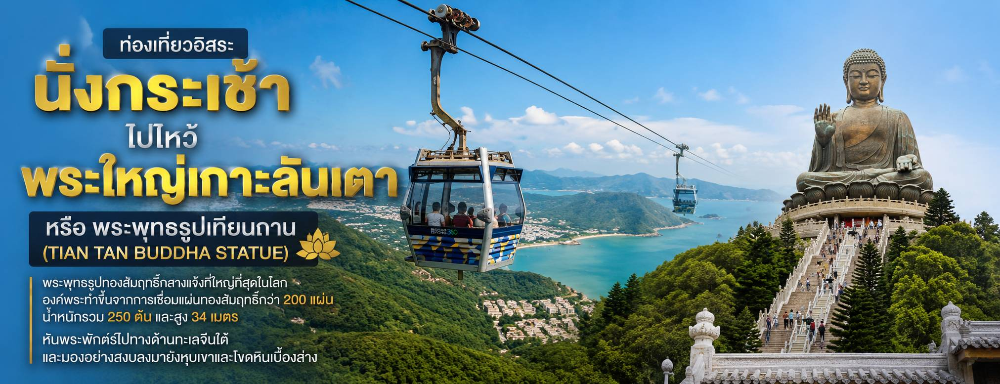 ท่องเที่ยวอิสระ
นั่งกระเช้า
ไปไหว้
พระใหญ่เกาะลันเตา
หรือ พระพุทธรูปเทียนถาน
(TIAN TAN BUDDHA STATUE)
พระพุทธรูปทองสัมฤทธิ์กลางแจ้งที่ใหญ่ที่สุดในโลก
องค์พระทำขึ้นจากการเชื่อมแผ่นทองสัมฤทธิ์กว่า 200 แผ่น
น้ำหนักรวม 250 ตัน และสูง 34 เมตร
หันพระพักตร์ไปทางด้านทะเลจีนใต้
และมองอย่างสงบลงมายังหุบเขาและโขดหินเบื้องล่าง
360